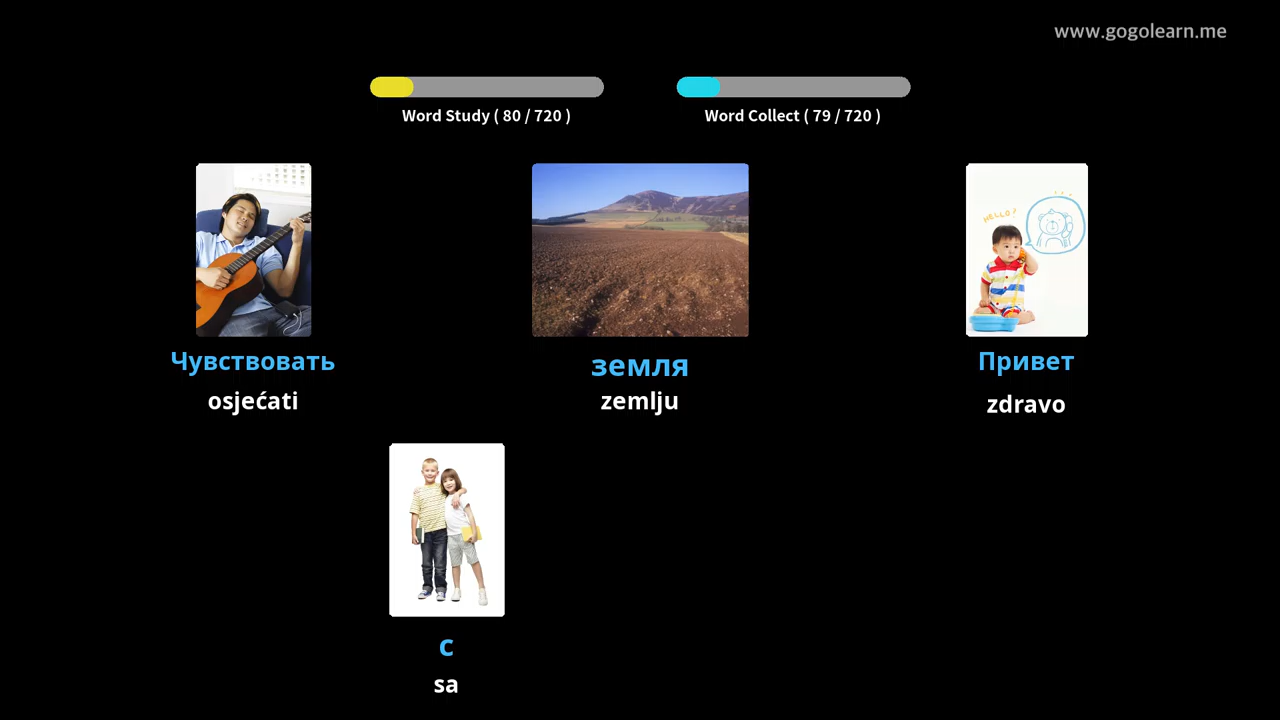 www.gogolearn.me
Word Study ( 80 / 720 )
Word Collect ( 79 / 720 )
HELLO?
Чувствовать
osjećati
земля
zemlju
Привет
zdravo
с
sa